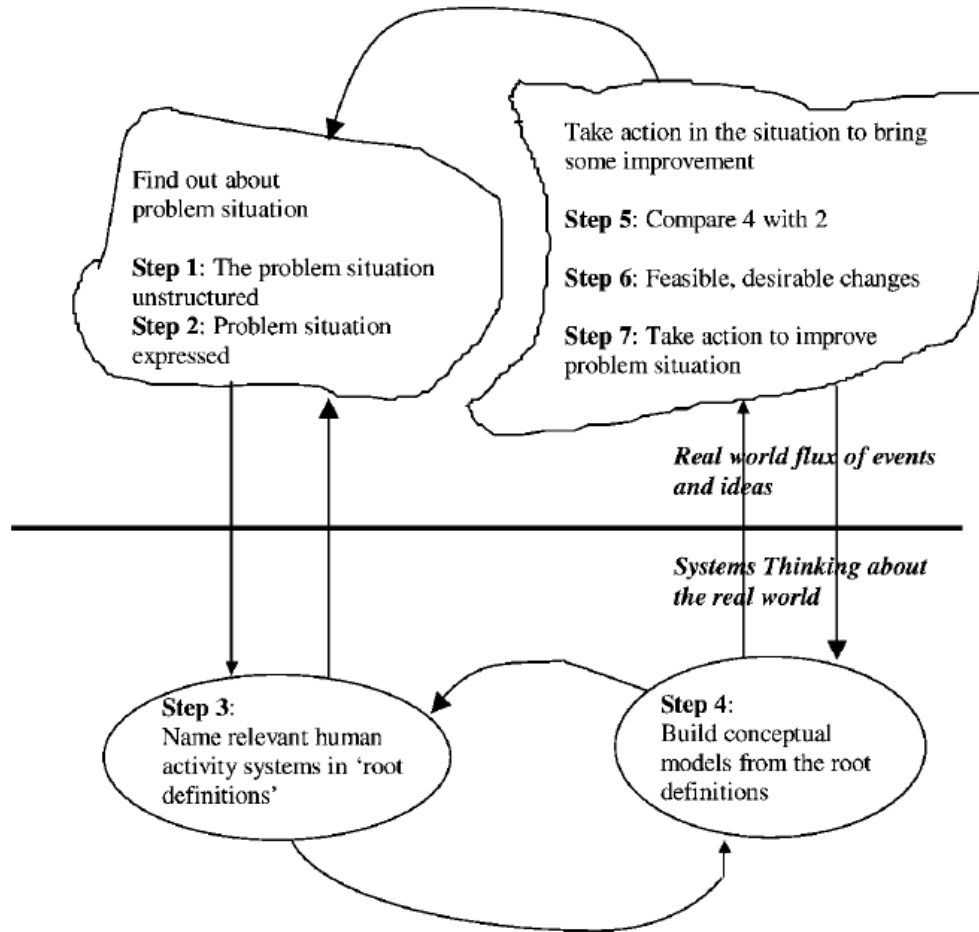 Find out about
problem situation
Step 1: The problem situation
unstructured
Step 2: Problem situation
expressed
Take action in the situation to bring
some improvement
Step 5: Compare 4 with 2
Step 6: Feasible, desirable changes
Step 7: Take action to improve
problem situation
Real world flux of events
and ideas
Systems Thinking about
the real world
Step 3:
Name relevant human
activity systems in ‘root
definitions’
Step 4:
Build conceptual
models from the root
definitions